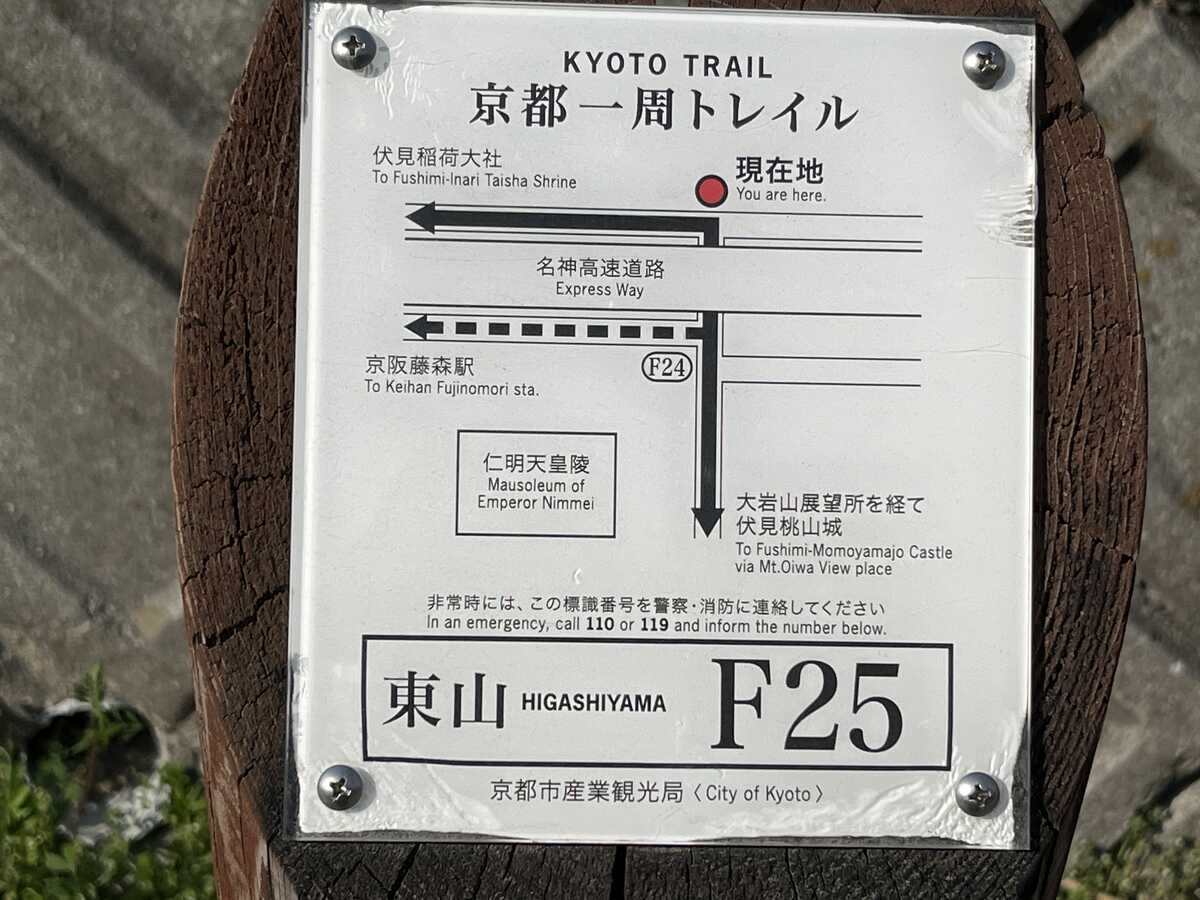 KYOTO TRAIL
京都一周トレイル
伏見稲荷大社
To Fushimi-Inari Taisha Shrine
現在地
You are here.
名神高速道路
Express Way
京阪藤森駅
To Keihan Fujinomori sta.
F24
仁明天皇陵
Mausoleum of
Emperor Nimmei
大岩山展望所を経て
伏見桃山城
To Fushimi-Momoyamajo Castle
via Mt.Oiwa View place
非常時には、この標識番号を警察・消防に連絡してください
In an emergency, call 110 or 119 and inform the number below.
東山 HIGASHIYAMA F25
京都市産業観光局〈City of Kyoto〉